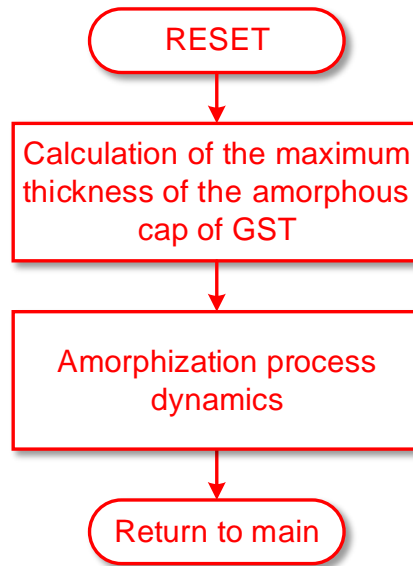 RESET
Calculation of the maximum
thickness of the amorphous
cap of GST
Amorphization process
dynamics
Return to main